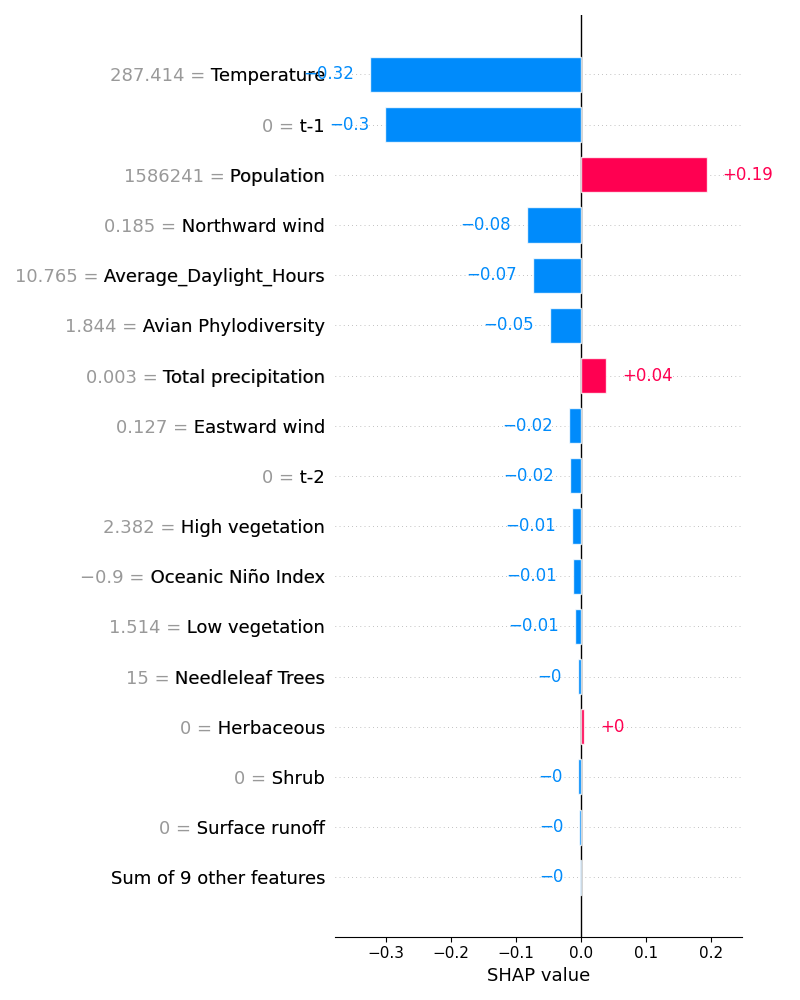 287.414 = Temperature −0.32
0 = t-1 −0.3
1586241 = Population +0.19
0.185 = Northward wind −0.08
10.765 = Average_Daylight_Hours −0.07
1.844 = Avian Phylodiversity −0.05
0.003 = Total precipitation +0.04
0.127 = Eastward wind −0.02
0 = t-2 −0.02
2.382 = High vegetation −0.01
−0.9 = Oceanic Niño Index −0.01
1.514 = Low vegetation −0.01
15 = Needleleaf Trees −0
0 = Herbaceous +0
0 = Shrub −0
0 = Surface runoff −0
Sum of 9 other features −0
−0.3 −0.2 −0.1 0.0 0.1 0.2
SHAP value